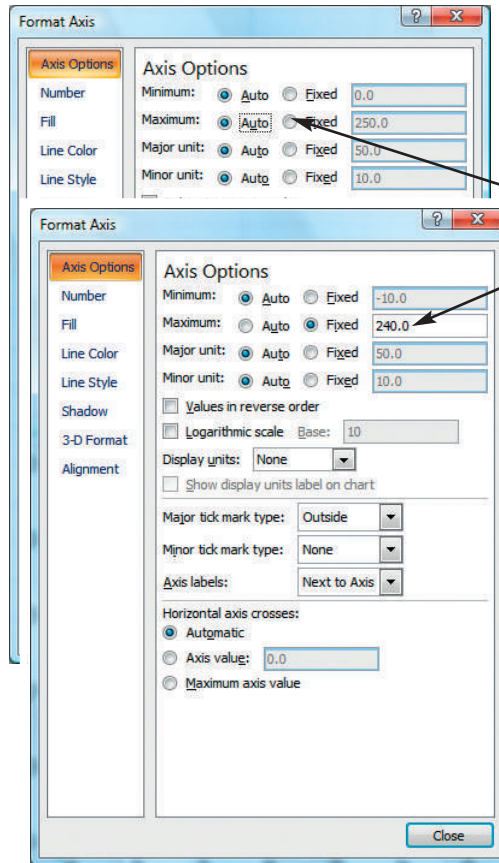 Format Axis
Axis Options
Number
Fill
Line Color
Line Style
Axis Options
Minimum: Auto Fixed 0.0
Maximum: Auto Fixed 250.0
Major unit: Auto Fixed 50.0
Minor unit: Auto Fixed 10.0
Format Axis
Axis Options
Number
Fill
Line Color
Line Style
Shadow
3-D Format
Alignment
Axis Options
Minimum: Auto Fixed -10.0
Maximum: Auto Fixed 240.0
Major unit: Auto Fixed 50.0
Minor unit: Auto Fixed 10.0
Values in reverse order
Logarithmic scale Base: 10
Display units: None
Show display units label on chart
Major tick mark type: Outside
Minor tick mark type: None
Axis labels: Next to Axis
Horizontal axis crosses:
Automatic
Axis value: 0.0
Maximum axis value
Close